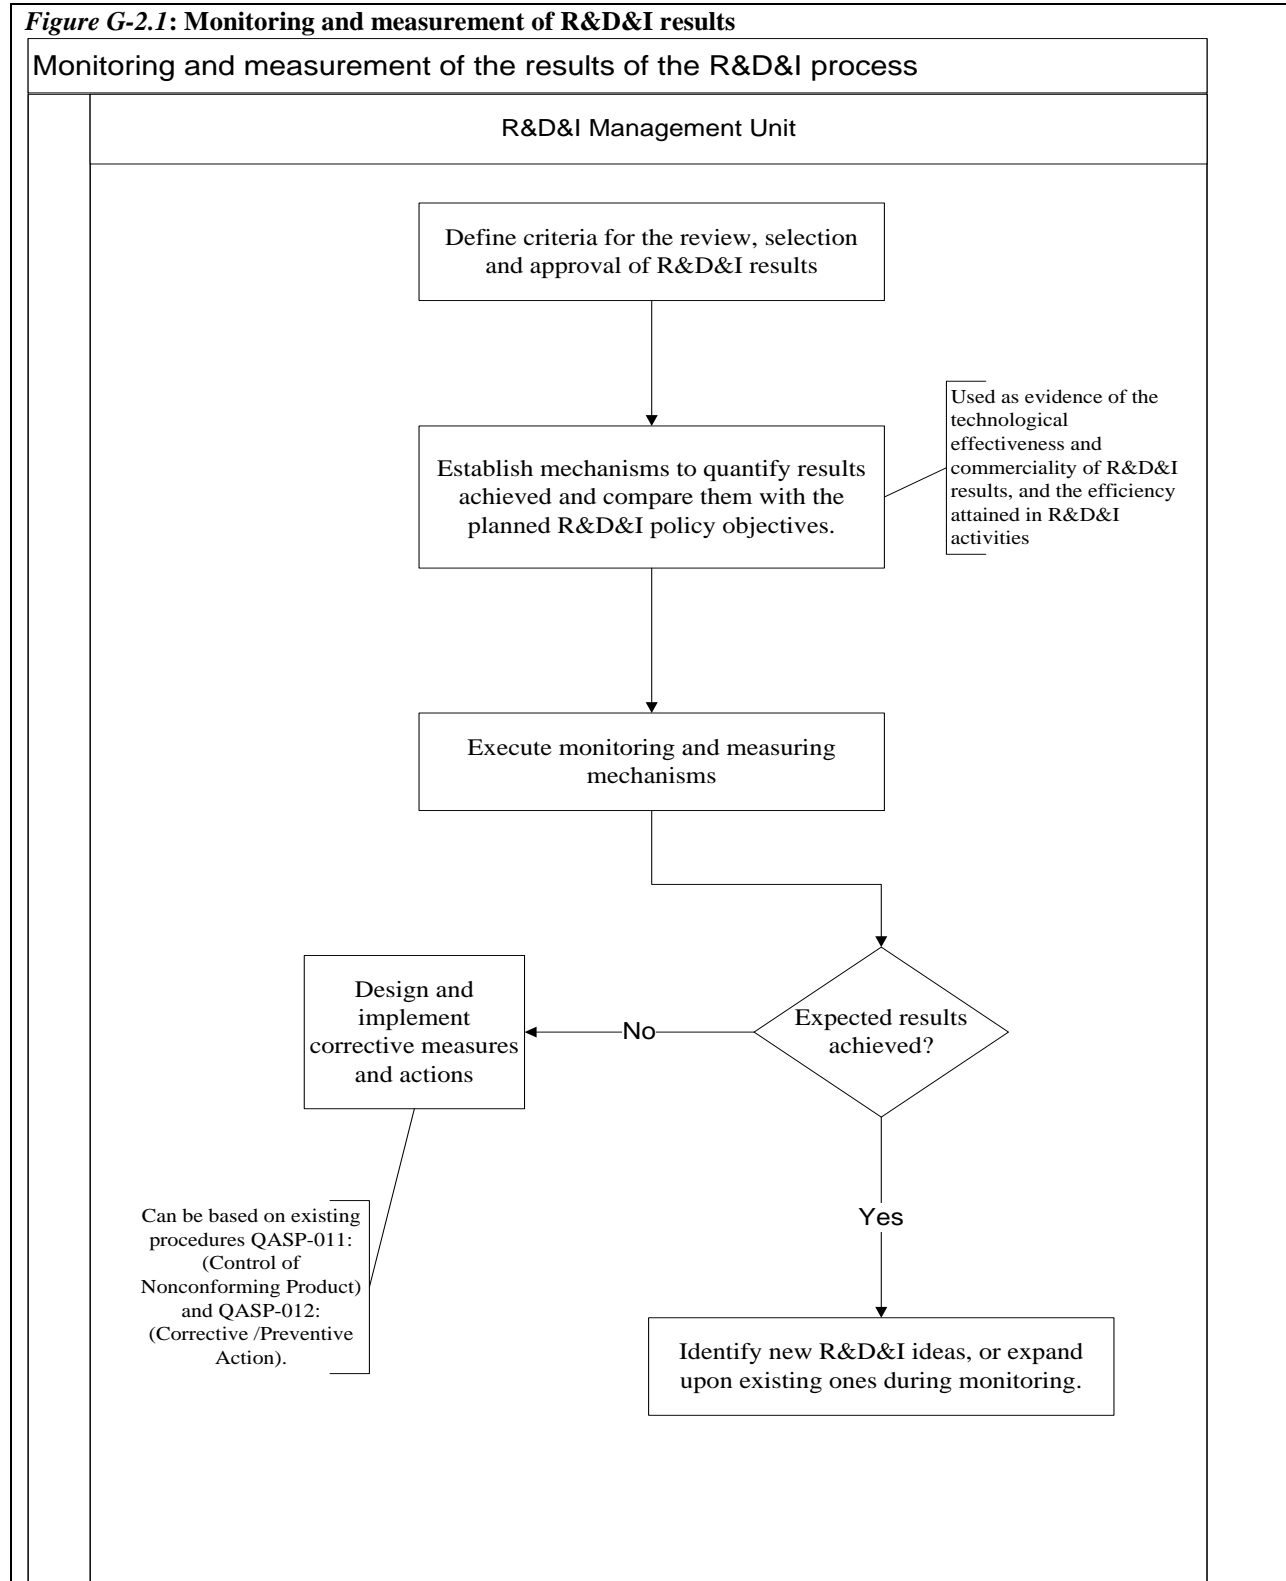 Figure G-2.1: Monitoring and measurement of R&D&I results
Monitoring and measurement of the results of the R&D&I process
R&D&I Management Unit
Define criteria for the review, selection
and approval of R&D&I results
Used as evidence of the
technological
effectiveness and
commerciality of R&D&I
results, and the efficiency
attained in R&D&I
activities
Establish mechanisms to quantify results
achieved and compare them with the
planned R&D&I policy objectives.
Execute monitoring and measuring
mechanisms
Expected results
achieved?
No
Design and
implement
corrective measures
and actions
Can be based on existing
procedures QASP-011:
(Control of
Nonconforming Product)
and QASP-012:
(Corrective /Preventive
Action).
Yes
Identify new R&D&I ideas, or expand
upon existing ones during monitoring.